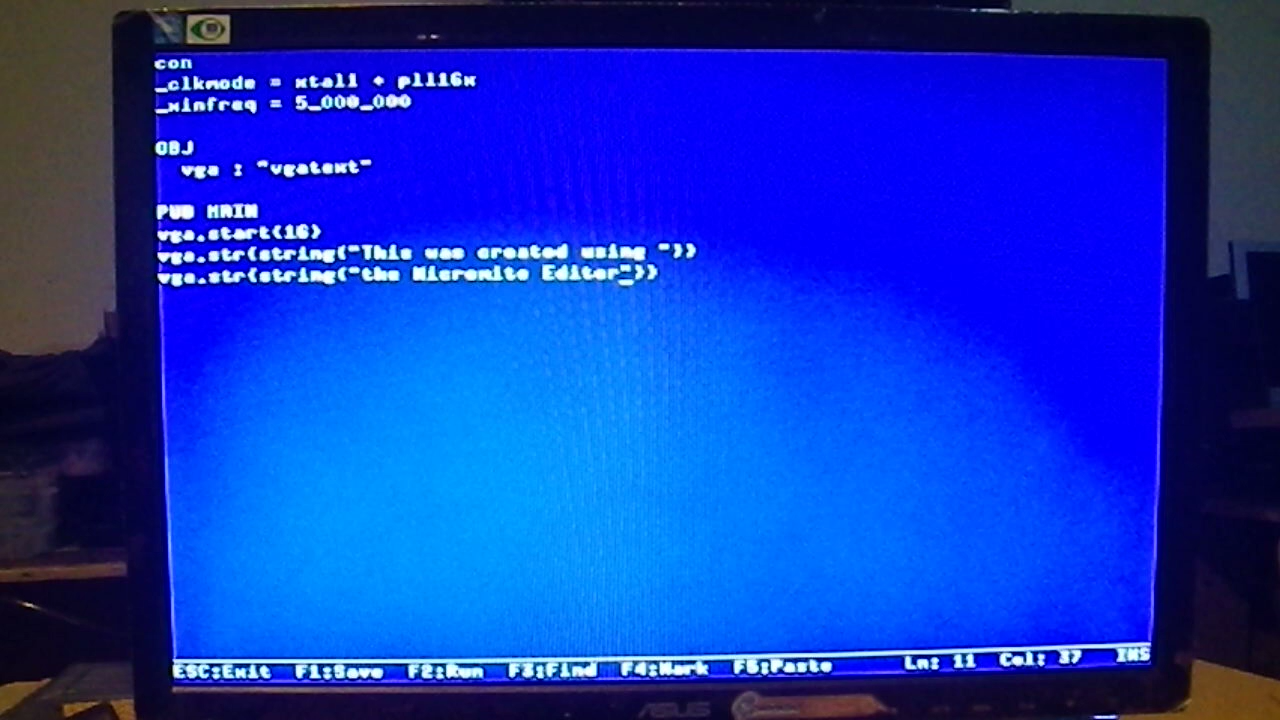 con
_clkmode = xtal1 + pll16x
_xinfreq = 5_000_000
OBJ
vga : "vgatext"
PUB MAIN
vga.start(16)
vga.str(string("This was created using "))
vga.str(string("the Micromite Editor"))
ESC:Exit F1:Save F2:Run F3:Find F4:Mark F5:Paste Ln: 11 Col: 37 INS
ASUS